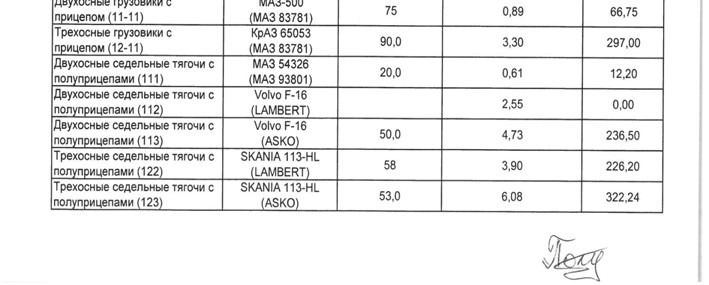 Двухосные грузовики с МАЗ-500
прицепом (11-11) (МАЗ 83781) 75 0,89 66,75
Трехосные грузовики с КрАЗ 65053
прицепом (12-11) (МАЗ 83781) 90,0 3,30 297,00
Двухосные седельные тягочи с МАЗ 54326
полуприцепами (111) (МАЗ 93801) 20,0 0,61 12,20
Двухосные седельные тягочи с Volvo F-16
полуприцепами (112) (LAMBERT) 2,55 0,00
Двухосные седельные тягочи с Volvo F-16
полуприцепами (113) (ASKO) 50,0 4,73 236,50
Трехосные седельные тягочи с SKANIA 113-HL
полуприцепами (122) (LAMBERT) 58 3,90 226,20
Трехосные седельные тягочи с SKANIA 113-HL
полуприцепами (123) (ASKO) 53,0 6,08 322,24